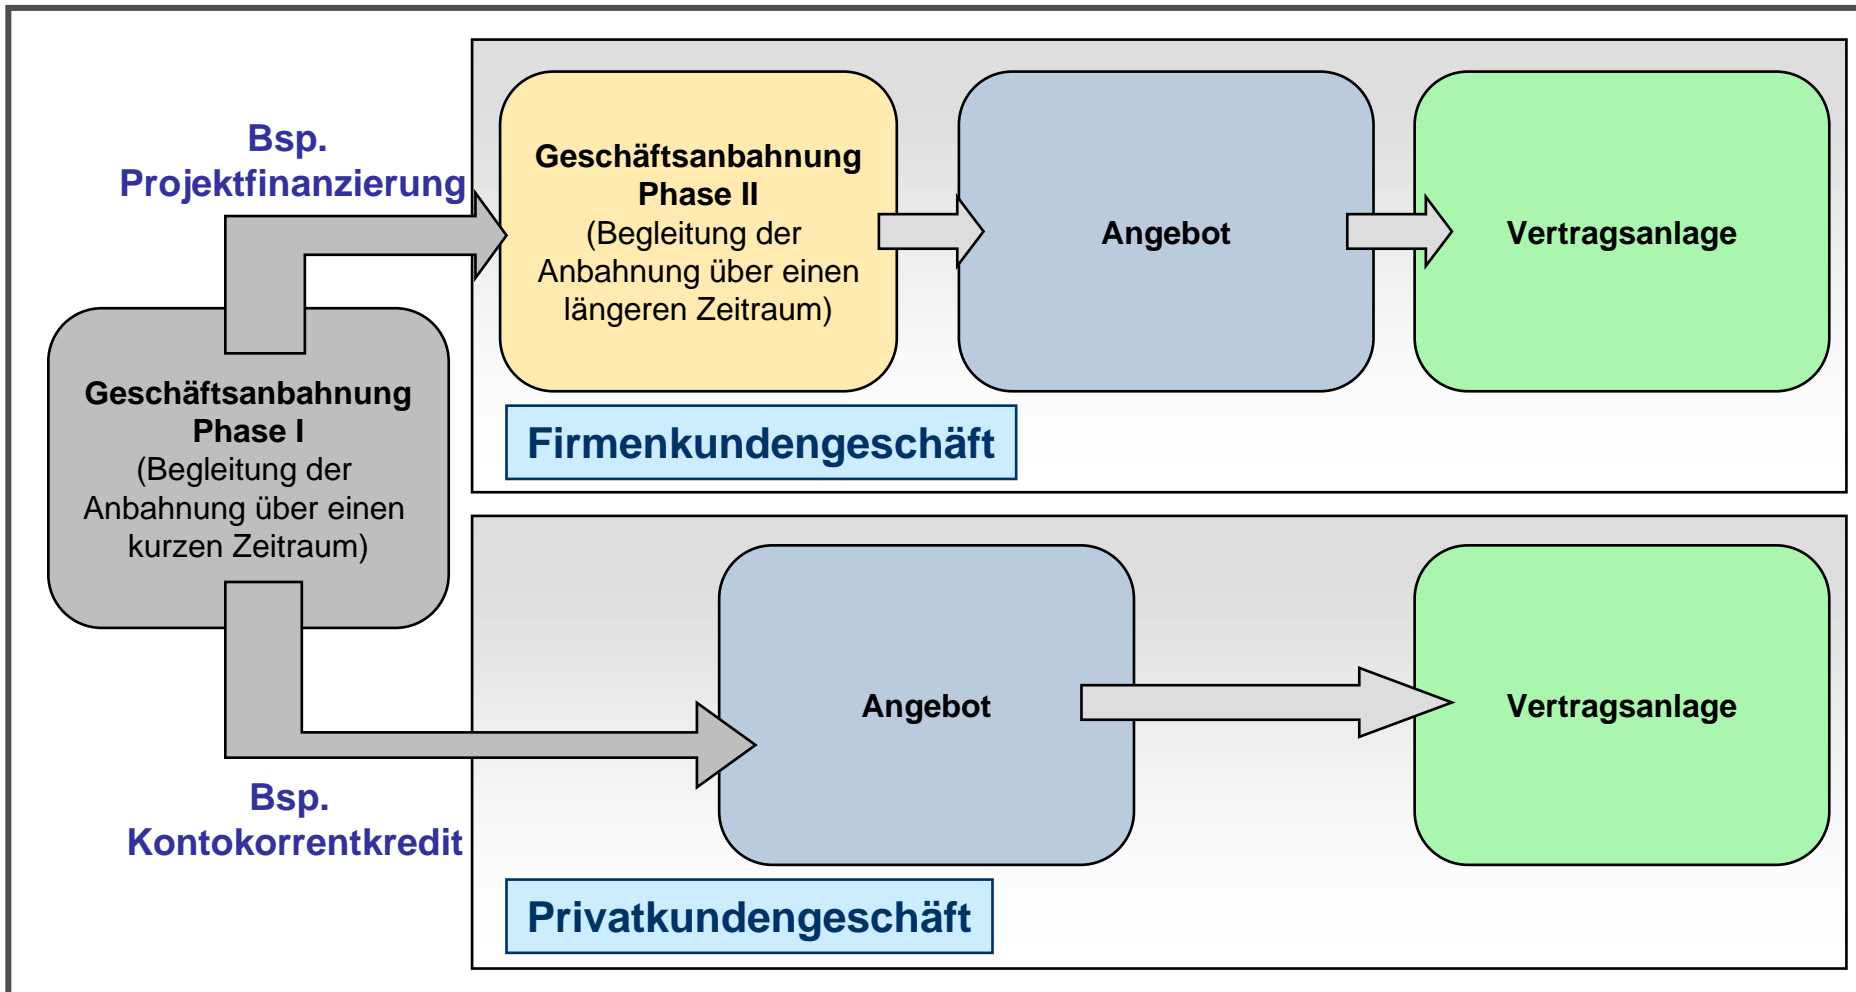 Bsp.
Projektfinanzierung
Geschäftsanbahnung
Phase I
(Begleitung der
Anbahnung über einen
kurzen Zeitraum)
Bsp.
Kontokorrentkredit
Geschäftsanbahnung
Phase II
(Begleitung der
Anbahnung über einen
längeren Zeitraum)
Angebot
Vertragsanlage
Firmenkundengeschäft
Angebot
Vertragsanlage
Privatkundengeschäft